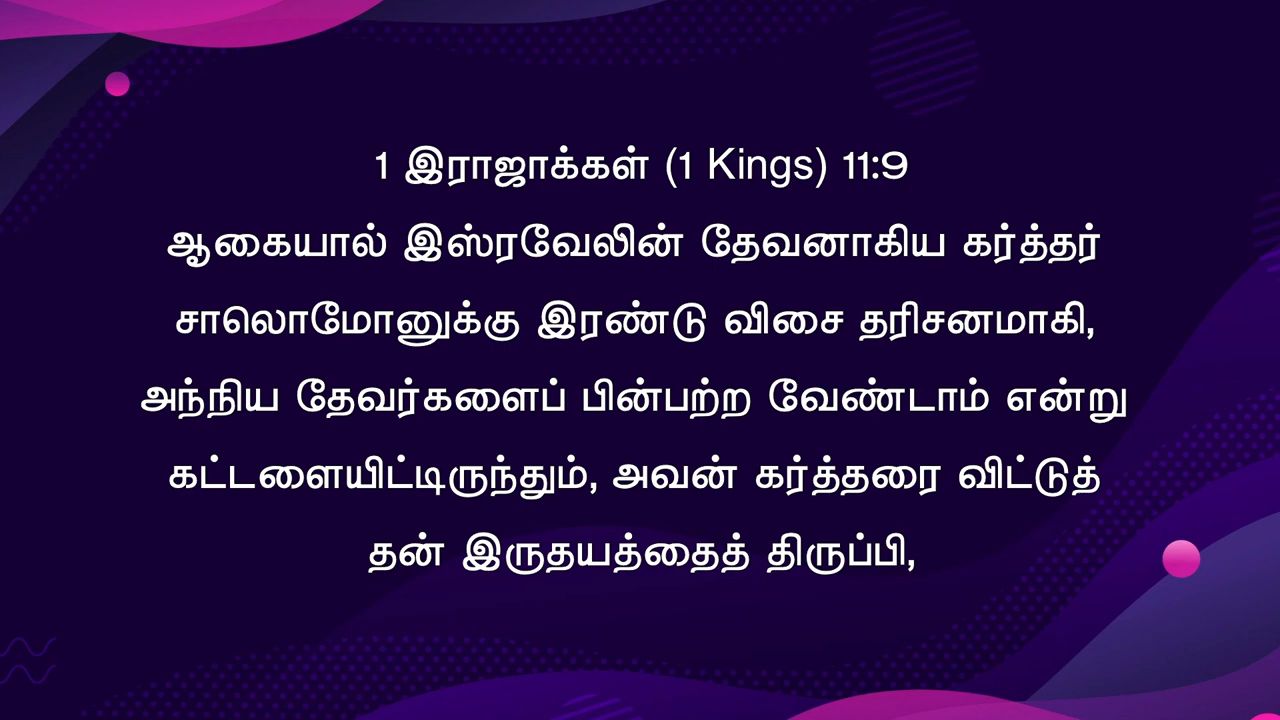 1 இராஜாக்கள் (1 Kings) 11:9
ஆகையால் இஸ்ரவேலின் தேவனாகிய கர்த்தர்
சாலொமோனுக்கு இரண்டு விசை தரிசனமாகி,
அந்நிய தேவர்களைப் பின்பற்ற வேண்டாம் என்று
கட்டளையிட்டிருந்தும், அவன் கர்த்தரை விட்டுத்
தன் இருதயத்தைத் திருப்பி,